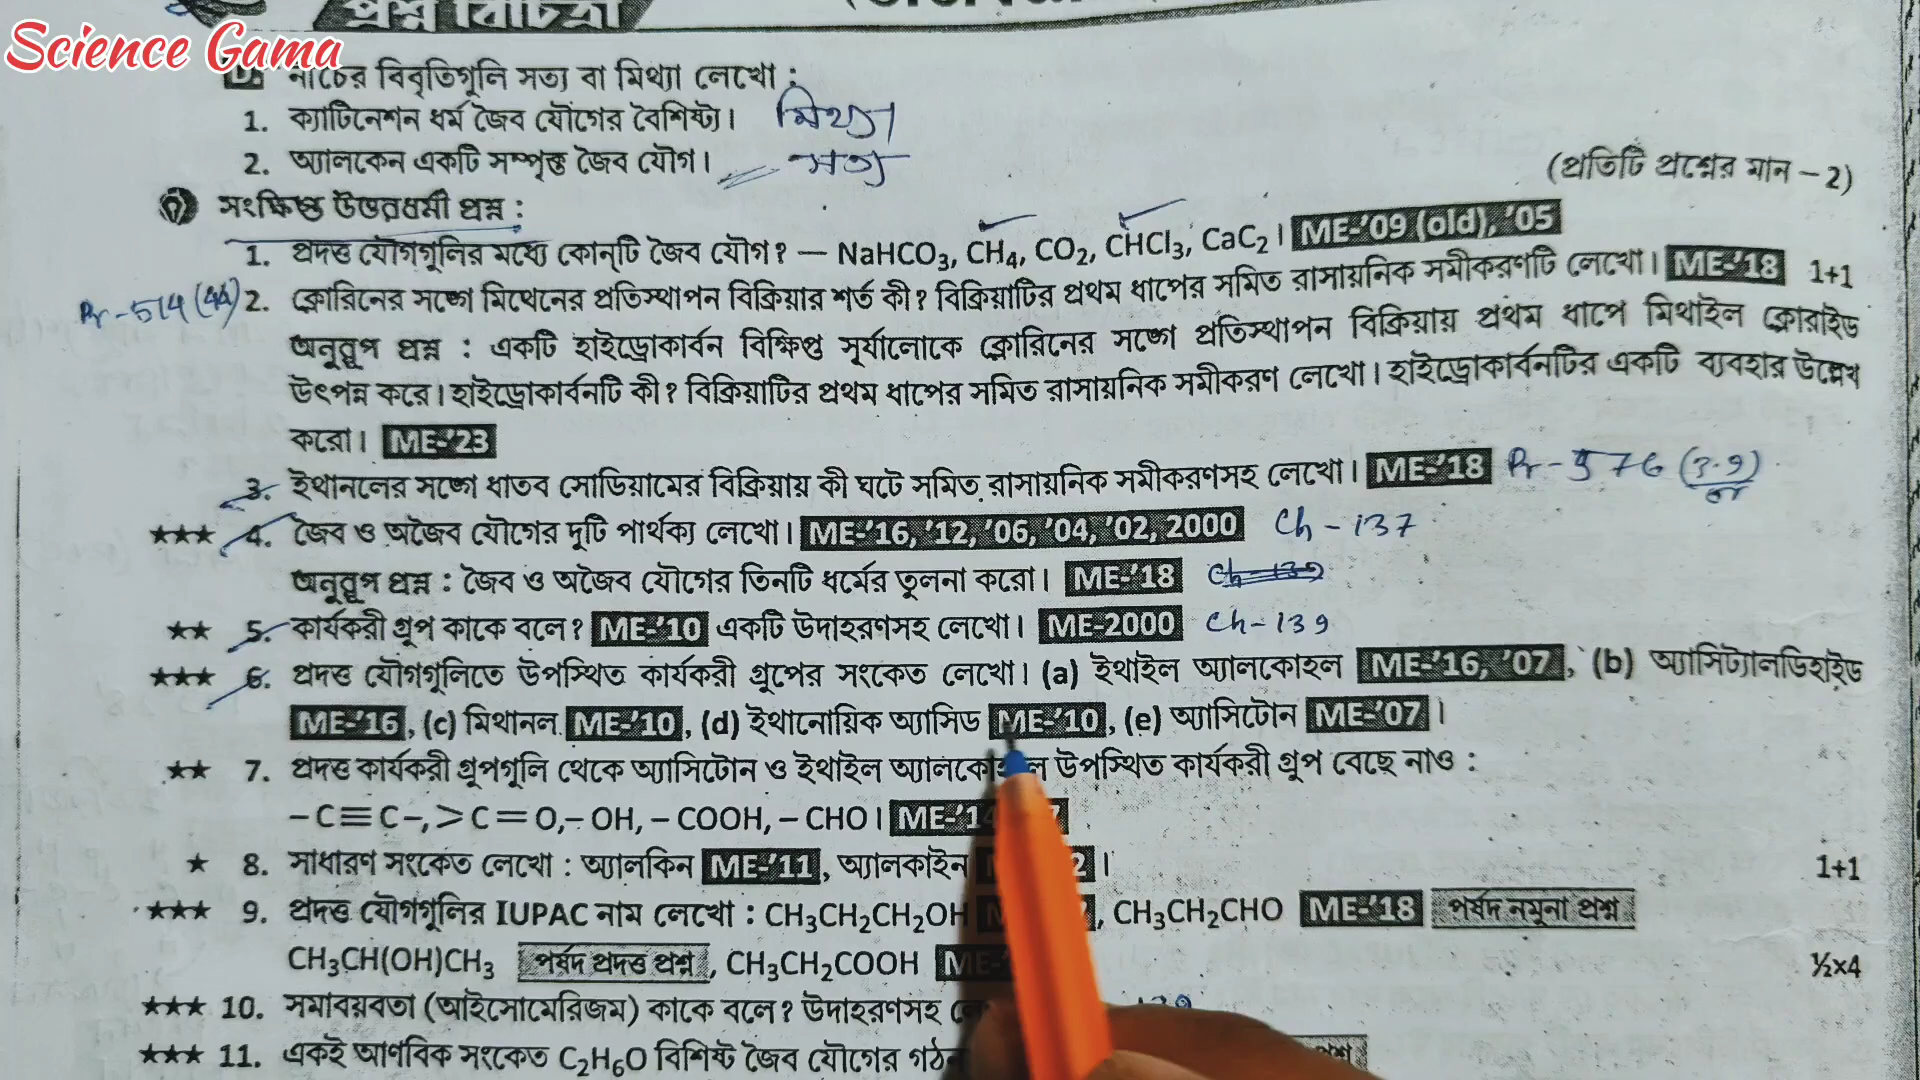 প্রশ্ন বিচিত্রা
Science Gama
D. নীচের বিবৃতিগুলি সত্য বা মিথ্যা লেখো :
1. ক্যাটিনেশন ধর্ম জৈব যৌগের বৈশিষ্ট্য। মিথ্যা
2. অ্যালকেন একটি সম্পৃক্ত জৈব যৌগ। সত্য
(প্রতিটি প্রশ্নের মান – 2)
সংক্ষিপ্ত উত্তরধর্মী প্রশ্ন :
1. প্রদত্ত যৌগগুলির মধ্যে কোন্‌টি জৈব যৌগ? — NaHCO₃, CH₄, CO₂, CHCl₃, CaC₂। ME-'09 (old), '05
Pr-514 (44) 2. ক্লোরিনের সঙ্গে মিথেনের প্রতিস্থাপন বিক্রিয়ার শর্ত কী? বিক্রিয়াটির প্রথম ধাপের সমিত রাসায়নিক সমীকরণটি লেখো। ME-'18 1+1
অনুরূপ প্রশ্ন : একটি হাইড্রোকার্বন বিক্ষিপ্ত সূর্যালোকে ক্লোরিনের সঙ্গে প্রতিস্থাপন বিক্রিয়ায় প্রথম ধাপে মিথাইল ক্লোরাইড
উৎপন্ন করে। হাইড্রোকার্বনটি কী? বিক্রিয়াটির প্রথম ধাপের সমিত রাসায়নিক সমীকরণ লেখো। হাইড্রোকার্বনটির একটি ব্যবহার উল্লেখ
করো। ME-'23
3. ইথানলের সঙ্গে ধাতব সোডিয়ামের বিক্রিয়ায় কী ঘটে সমিত রাসায়নিক সমীকরণসহ লেখো। ME-'18
★★★ 4. জৈব ও অজৈব যৌগের দুটি পার্থক্য লেখো। ME-'16, '12, '06, '04, '02, 2000 Ch – 137
অনুরূপ প্রশ্ন : জৈব ও অজৈব যৌগের তিনটি ধর্মের তুলনা করো। ME-'18
★★ 5. কার্যকরী গ্রুপ কাকে বলে? ME-'10 একটি উদাহরণসহ লেখো। ME-2000 Ch – 139
★★★ 6. প্রদত্ত যৌগগুলিতে উপস্থিত কার্যকরী গ্রুপের সংকেত লেখো। (a) ইথাইল অ্যালকোহল ME-'16, '07, (b) অ্যাসিট্যালডিহাইড
ME-'16, (c) মিথানল ME-'10, (d) ইথানোয়িক অ্যাসিড ME-'10, (e) অ্যাসিটোন ME-'07।
★★ 7. প্রদত্ত কার্যকরী গ্রুপগুলি থেকে অ্যাসিটোন ও ইথাইল উপস্থিত কার্যকরী গ্রুপ বেছে নাও :
–C≡C–, >C=O, –OH, –COOH, –CHO।
★ 8. সাধারণ সংকেত লেখো : অ্যালকিন ME-'11, অ্যালকাইন 1+1
★★★ 9. প্রদত্ত যৌগগুলির IUPAC নাম লেখো : CH₃CH₂CH₂OH , CH₃CH₂CHO ME-'18 পর্ষদ নমুনা প্রশ্ন
CH₃CH(OH)CH₃ পর্ষদ প্রদত্ত প্রশ্ন, CH₃CH₂COOH ½×4
★★★ 10. সমাবয়বতা (আইসোমেরিজম) কাকে বলে? উদাহরণসহ
★★★ 11. একই আণবিক সংকেত C₂H₆O বিশিষ্ট জৈব যৌগের